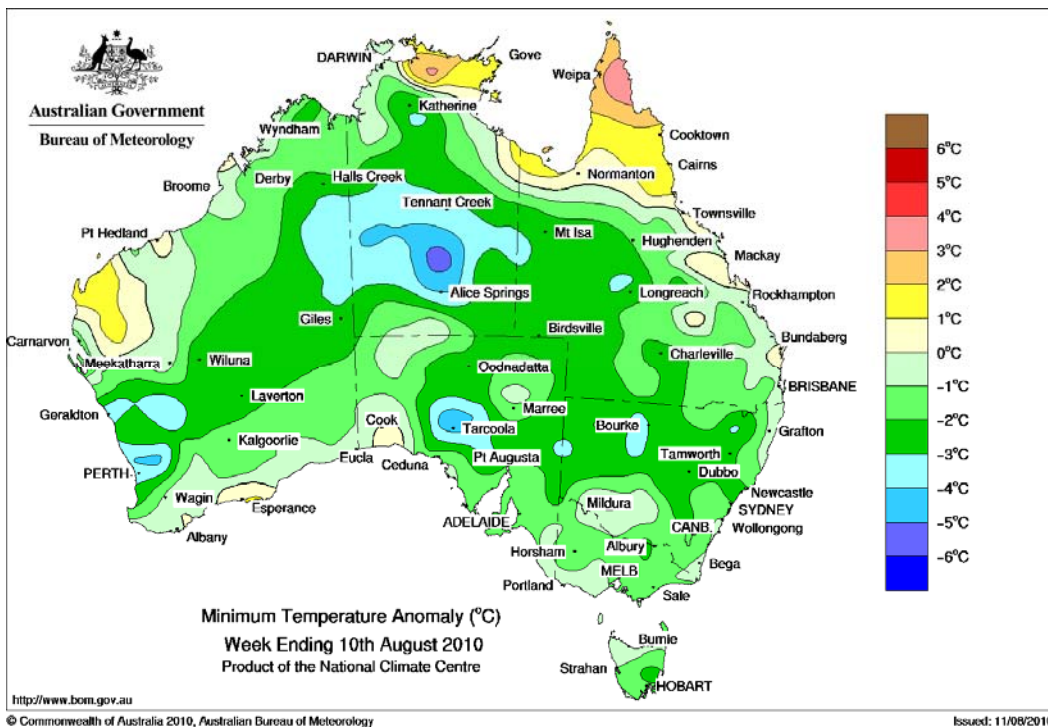 Australian Government
Bureau of Meteorology
DARWIN
Gove
Weipa
Katherine
Wyndham
Cooktown
Cairns
Derby
Halls Creek
Normanton
Broome
Tennant Creek
Townsville
Pt Hedland
Mt Isa
Hughenden
Mackay
Alice Springs
Longreach
Rockhampton
Giles
Birdsville
Bundaberg
Carnarvon
Meekatharra
Wiluna
Oodnadatta
Charleville
BRISBANE
Laverton
Marree
Geraldton
Cook
Tarcoola
Bourke
Grafton
Kalgoorlie
Eucla
Ceduna
Pt Augusta
Tamworth
Dubbo
PERTH
Wagin
Esperance
Albany
ADELAIDE
Mildura
Newcastle
SYDNEY
CANB.
Wollongong
Horsham
Albury
Bega
Portland
MELB
Sale
Burnie
Strahan
HOBART
6°C
5°C
4°C
3°C
2°C
1°C
0°C
-1°C
-2°C
-3°C
-4°C
-5°C
-6°C
Minimum Temperature Anomaly (°C)
Week Ending 10th August 2010
Product of the National Climate Centre
http://www.bom.gov.au
© Commonwealth of Australia 2010, Australian Bureau of Meteorology
Issued: 11/08/2010